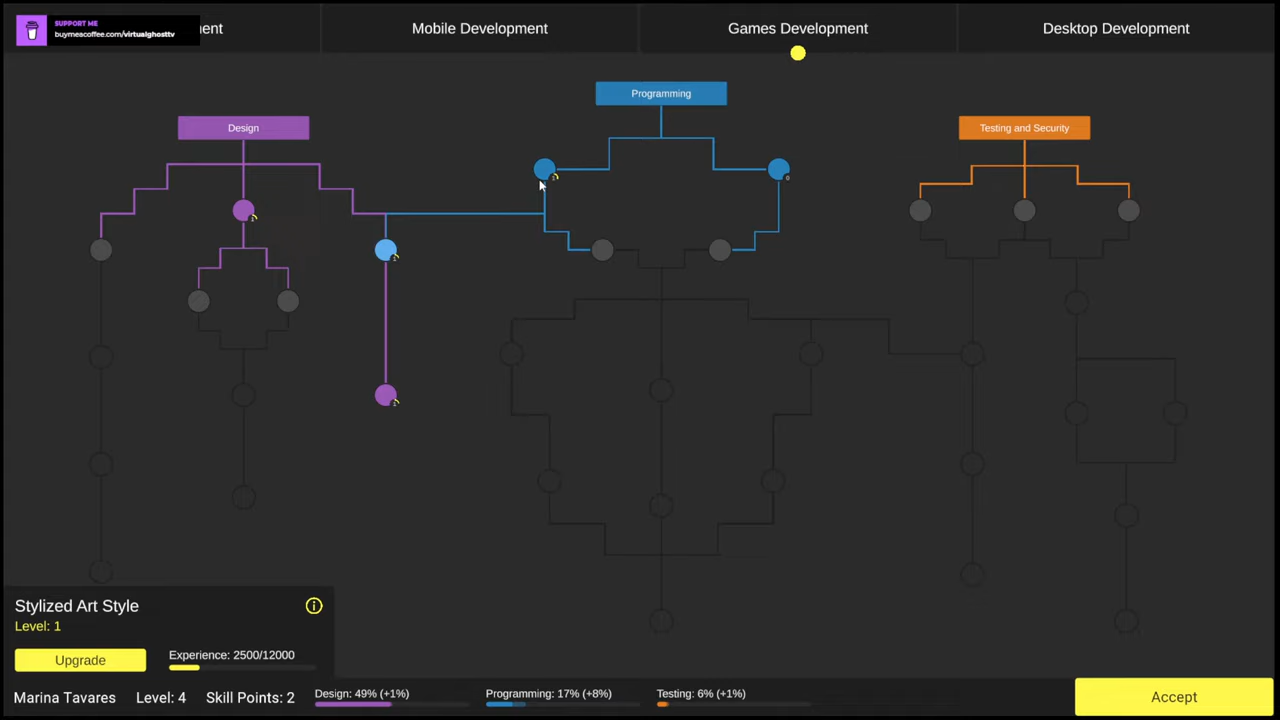 SUPPORT ME
buymeacoffee.com/virtualghosttv
ment
Mobile Development
Games Development
Desktop Development
Programming
Design
Testing and Security
0
Stylized Art Style
Level: 1
Upgrade
Experience: 2500/12000
Marina Tavares
Level: 4
Skill Points: 2
Design: 49% (+1%)
Programming: 17% (+8%)
Testing: 6% (+1%)
Accept